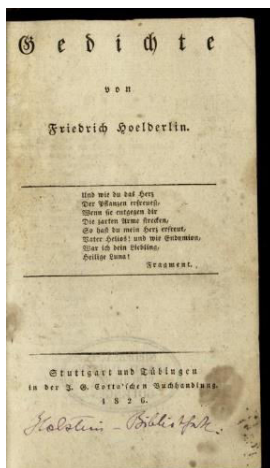 Gedichte
von
Friedrich Hoelderlin.
Und wie du das Herz
Der Pflanzen erfreuest,
Wenn sie entgegen dir
Die zarten Arme strecken,
So hast du mein Herz erfreut,
Vater Helios! und wie Endymion,
War ich dein Liebling,
Heilige Luna!
Fragment.
Stuttgart und Tübingen
in der J. G. Cotta'schen Buchhandlung.
1826.
Holstein-Bibliothek.